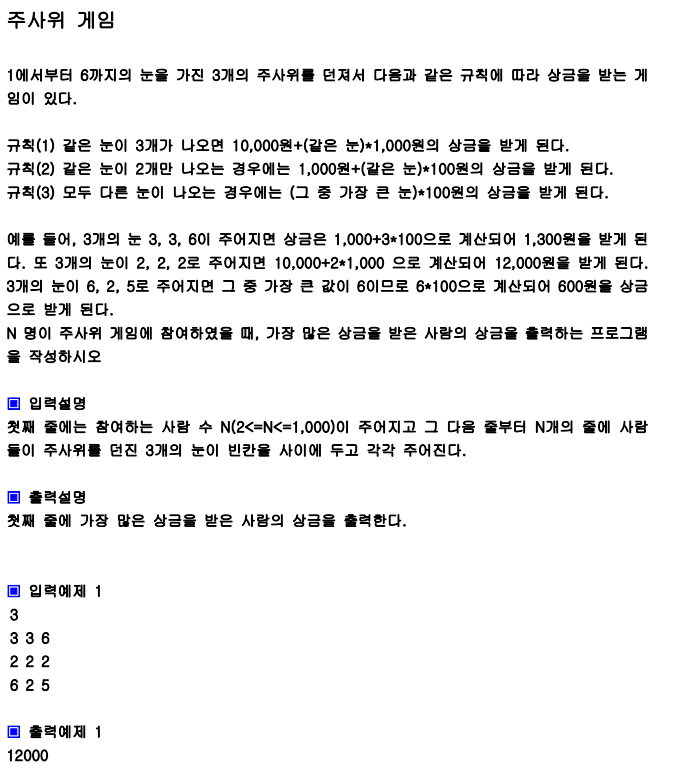 주사위 게임
1에서부터 6까지의 눈을 가진 3개의 주사위를 던져서 다음과 같은 규칙에 따라 상금을 받는 게
임이 있다.
규칙(1) 같은 눈이 3개가 나오면 10,000원+(같은 눈)*1,000원의 상금을 받게 된다.
규칙(2) 같은 눈이 2개만 나오는 경우에는 1,000원+(같은 눈)*100원의 상금을 받게 된다.
규칙(3) 모두 다른 눈이 나오는 경우에는 (그 중 가장 큰 눈)*100원의 상금을 받게 된다.
예를 들어, 3개의 눈 3, 3, 6이 주어지면 상금은 1,000+3*100으로 계산되어 1,300원을 받게 된
다. 또 3개의 눈이 2, 2, 2로 주어지면 10,000+2*1,000 으로 계산되어 12,000원을 받게 된다.
3개의 눈이 6, 2, 5로 주어지면 그 중 가장 큰 값이 6이므로 6*100으로 계산되어 600원을 상금
으로 받게 된다.
N 명이 주사위 게임에 참여하였을 때, 가장 많은 상금을 받은 사람의 상금을 출력하는 프로그램
을 작성하시오
▣ 입력설명
첫째 줄에는 참여하는 사람 수 N(2<=N<=1,000)이 주어지고 그 다음 줄부터 N개의 줄에 사람
들이 주사위를 던진 3개의 눈이 빈칸을 사이에 두고 각각 주어진다.
▣ 출력설명
첫째 줄에 가장 많은 상금을 받은 사람의 상금을 출력한다.
▣ 입력예제 1
3
3 3 6
2 2 2
6 2 5
▣ 출력예제 1
12000